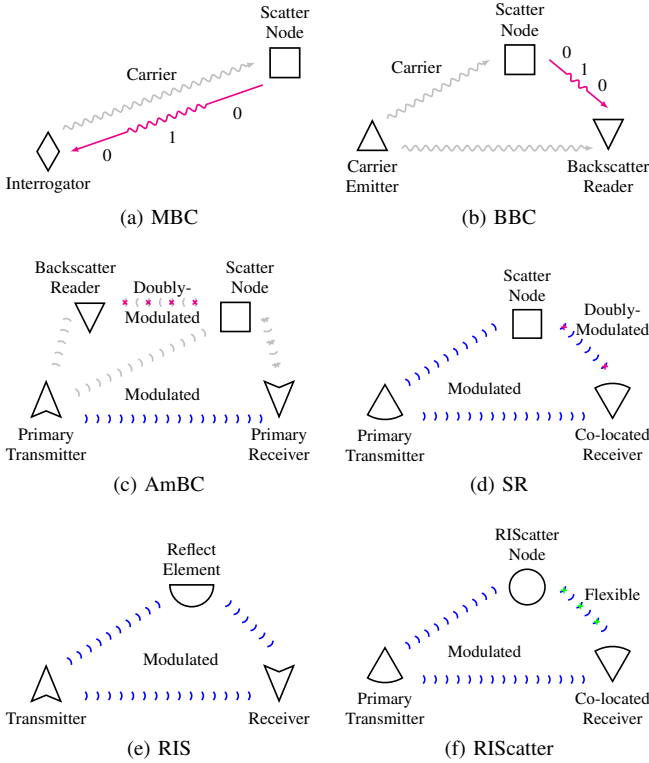 Scatter
Node
Carrier
0
1
0
Interrogator
(a) MBC
Scatter
Node
0
1
0
Carrier
Carrier
Emitter
Backscatter
Reader
(b) BBC
Backscatter
Reader
Doubly-
Modulated
Scatter
Node
Modulated
Primary
Transmitter
Primary
Receiver
(c) AmBC
Scatter
Node
Doubly-
Modulated
Modulated
Primary
Transmitter
Co-located
Receiver
(d) SR
Reflect
Element
Modulated
Transmitter
Receiver
(e) RIS
RIScatter
Node
Flexible
Modulated
Primary
Transmitter
Co-located
Receiver
(f) RIScatter